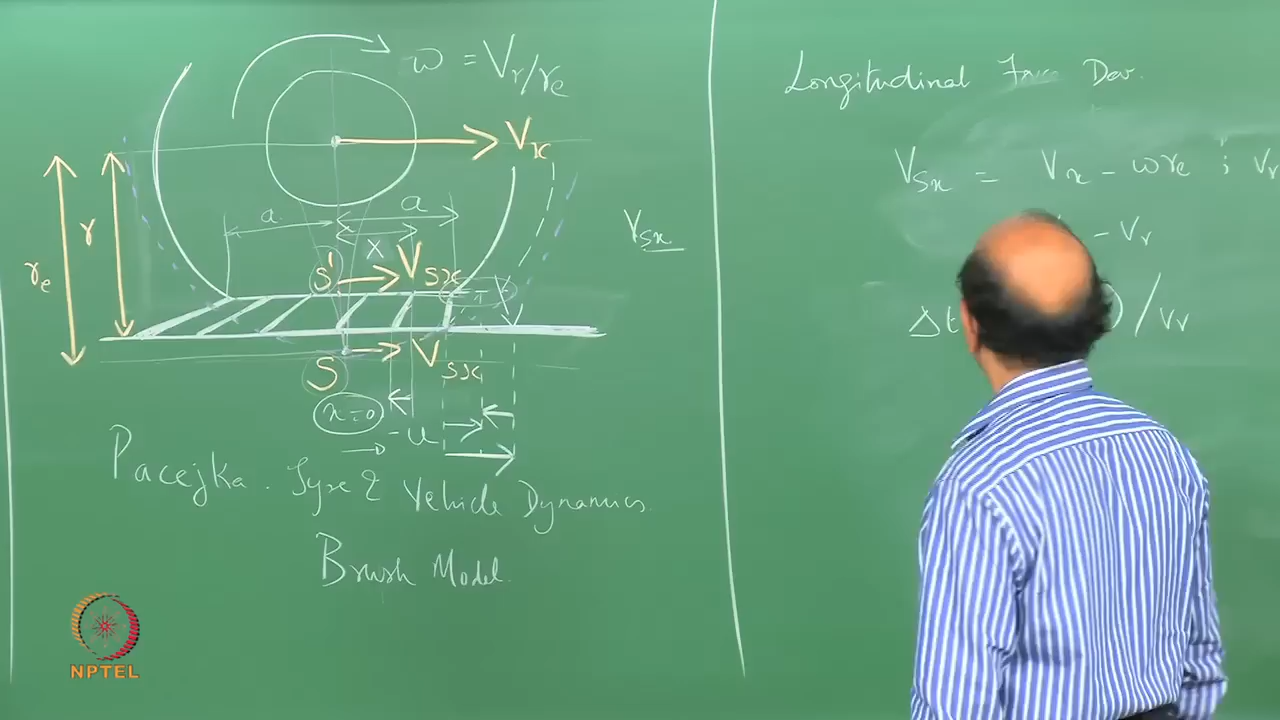 ω = Vr/re
Vx
a
a
r
re
x
S'
Vsx
Vsx
S
Vsx
x=0
-u
Pacejka. Tyre & Vehicle Dynamics.
Brush Model.
Longitudinal Force Dev.
Vsx = Vx - ωre ; Vr
- Vr
Δt
) / Vr
NPTEL